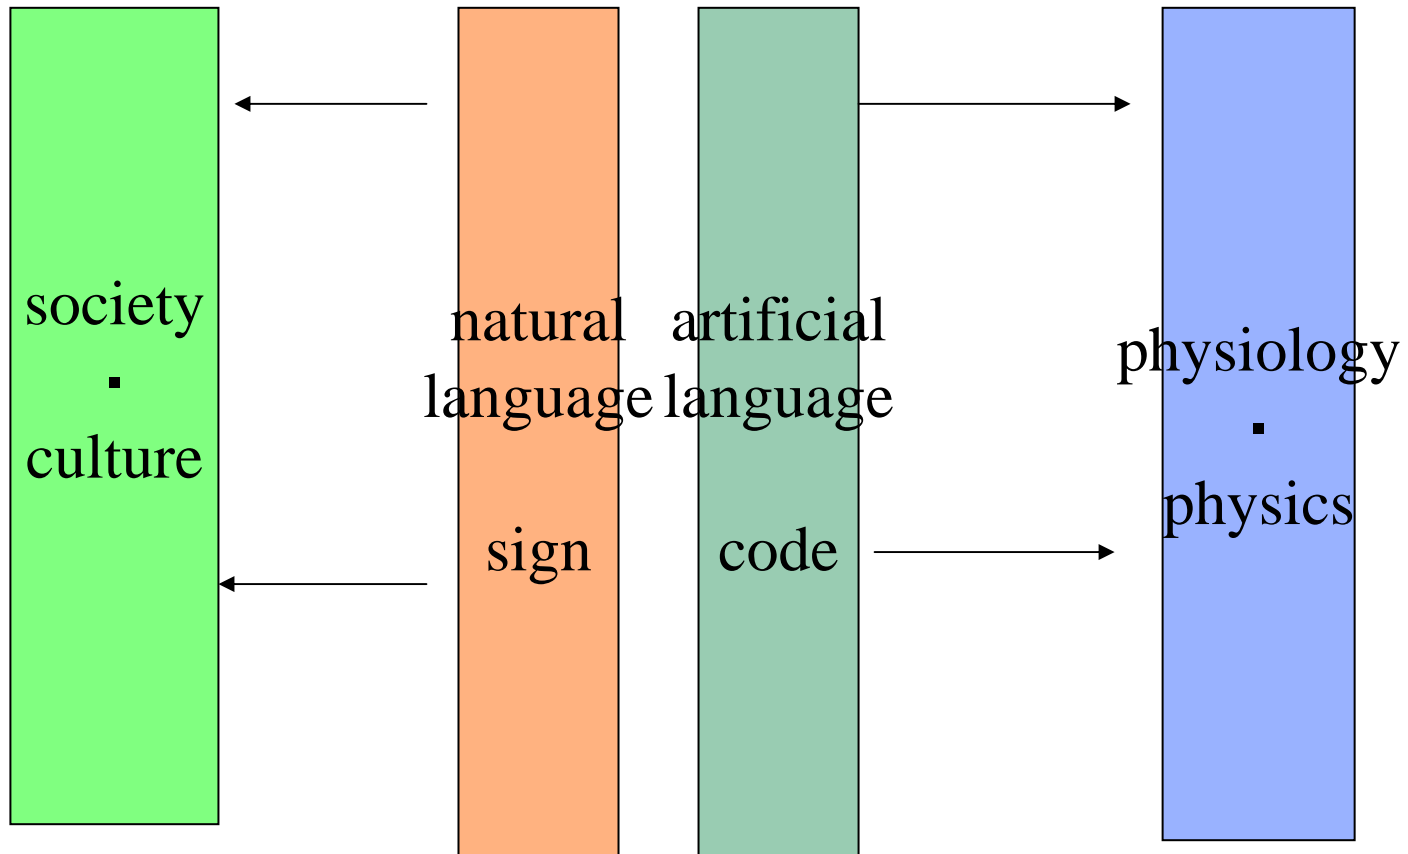 society
▪
culture
natural
language
sign
artificial
language
code
physiology
▪
physics